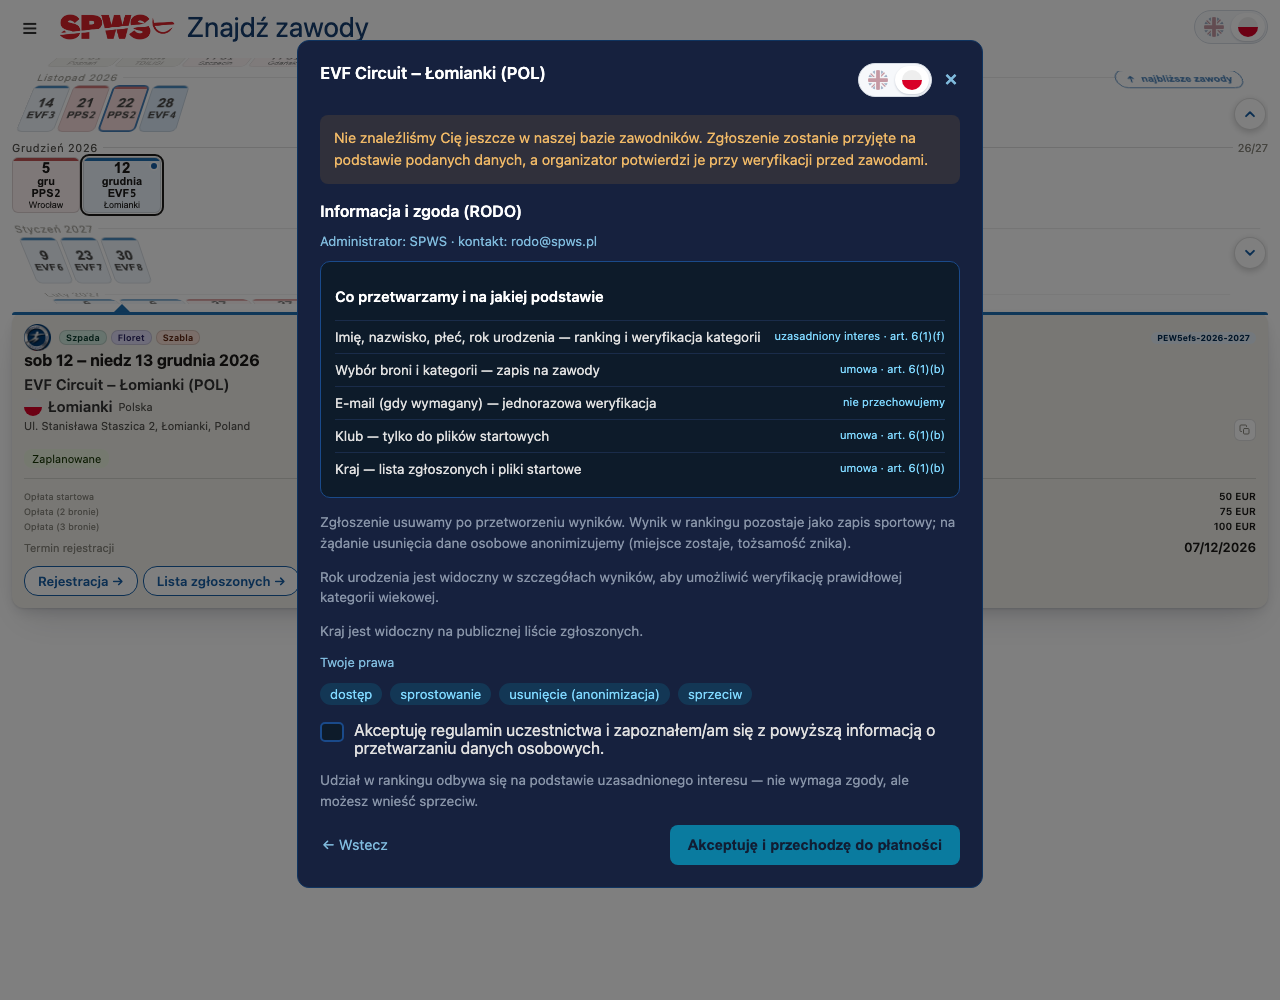 SPWS Znajdź zawody
Listopad 2026
najbliższe zawody
14 EVF3
21 PPS2
22 PPS2
28 EVF4
Grudzień 2026
26/27
5 gru PPS2 Wrocław
12 grudnia EVF5 Łomianki
Styczeń 2027
9 EVF6
23 EVF7
30 EVF8
Szpada Floret Szabla
PEW5efs-2026-2027
sob 12 – niedz 13 grudnia 2026
EVF Circuit – Łomianki (POL)
Łomianki Polska
Ul. Stanisława Staszica 2, Łomianki, Poland
Zaplanowane
Opłata startowa 50 EUR
Opłata (2 bronie) 75 EUR
Opłata (3 bronie) 100 EUR
Termin rejestracji 07/12/2026
Rejestracja → Lista zgłoszonych →
EVF Circuit – Łomianki (POL)
Nie znaleźliśmy Cię jeszcze w naszej bazie zawodników. Zgłoszenie zostanie przyjęte na
podstawie podanych danych, a organizator potwierdzi je przy weryfikacji przed zawodami.
Informacja i zgoda (RODO)
Administrator: SPWS · kontakt: rodo@spws.pl
Co przetwarzamy i na jakiej podstawie
Imię, nazwisko, płeć, rok urodzenia — ranking i weryfikacja kategorii uzasadniony interes · art. 6(1)(f)
Wybór broni i kategorii — zapis na zawody umowa · art. 6(1)(b)
E-mail (gdy wymagany) — jednorazowa weryfikacja nie przechowujemy
Klub — tylko do plików startowych umowa · art. 6(1)(b)
Kraj — lista zgłoszonych i pliki startowe umowa · art. 6(1)(b)
Zgłoszenie usuwamy po przetworzeniu wyników. Wynik w rankingu pozostaje jako zapis sportowy; na
żądanie usunięcia dane osobowe anonimizujemy (miejsce zostaje, tożsamość znika).
Rok urodzenia jest widoczny w szczegółach wyników, aby umożliwić weryfikację prawidłowej
kategorii wiekowej.
Kraj jest widoczny na publicznej liście zgłoszonych.
Twoje prawa
dostęp sprostowanie usunięcie (anonimizacja) sprzeciw
Akceptuję regulamin uczestnictwa i zapoznałem/am się z powyższą informacją o
przetwarzaniu danych osobowych.
Udział w rankingu odbywa się na podstawie uzasadnionego interesu — nie wymaga zgody, ale
możesz wnieść sprzeciw.
← Wstecz Akceptuję i przechodzę do płatności